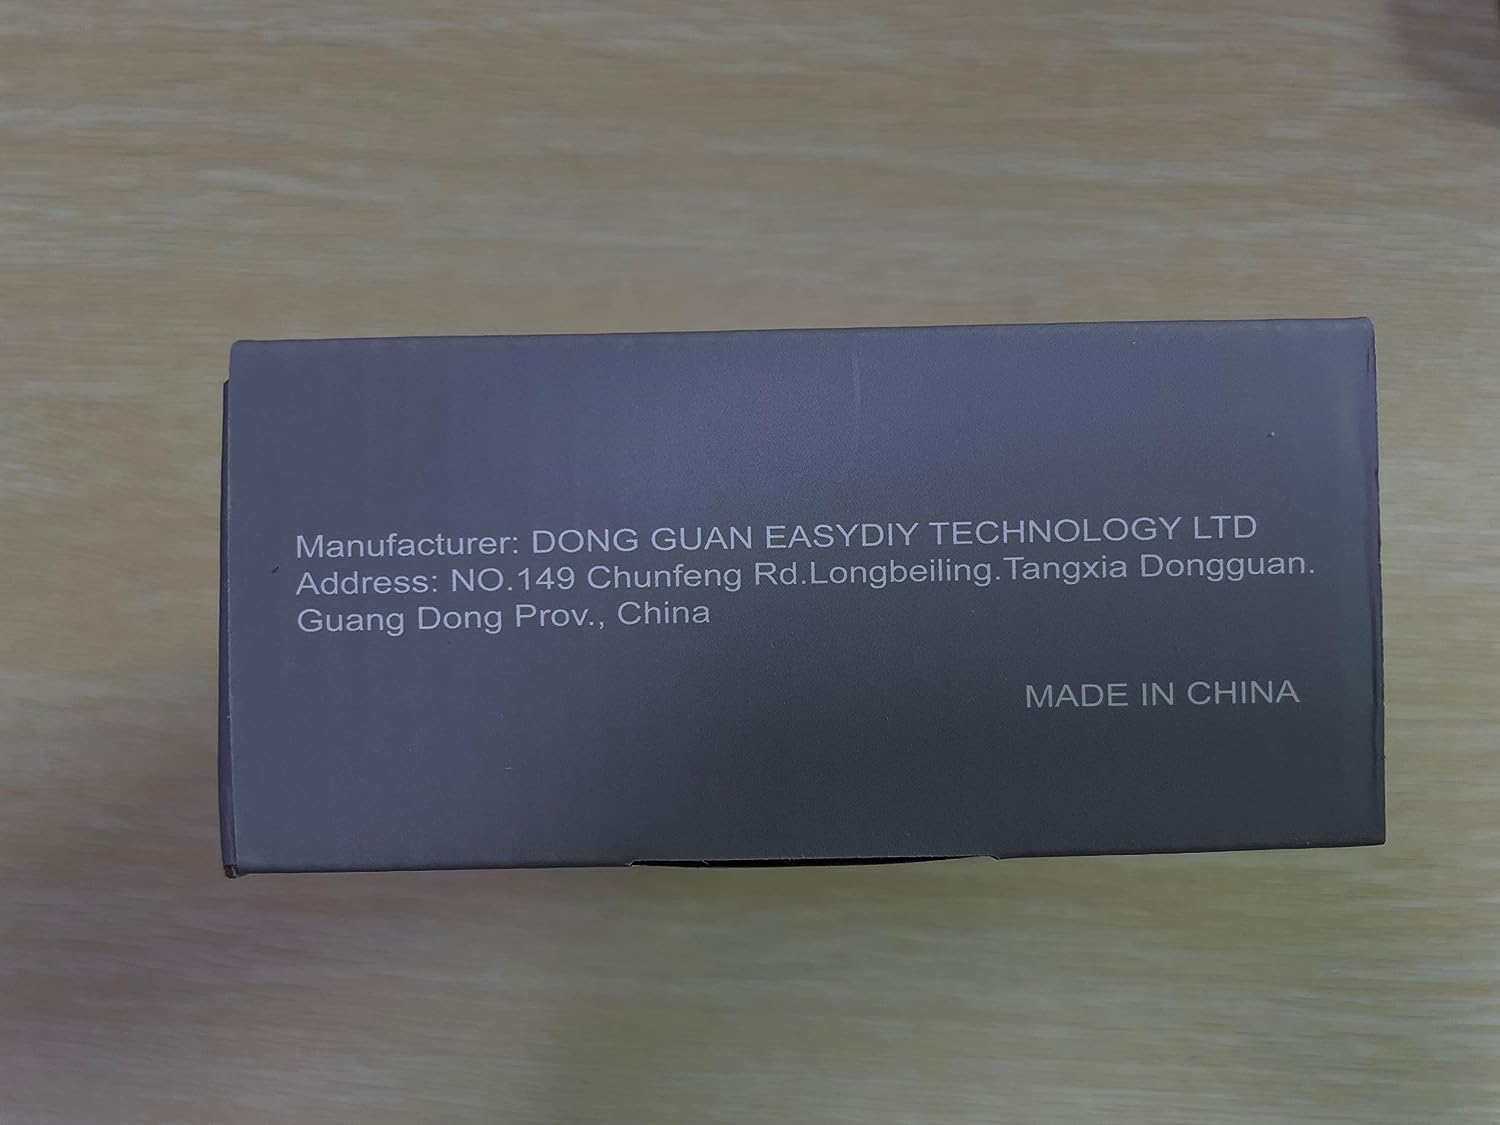 Manufacturer: DONG GUAN EASYDIY TECHNOLOGY LTD
Address: NO.149 Chunfeng Rd.Longbeiling.Tangxia Dongguan.
Guang Dong Prov., China
MADE IN CHINA